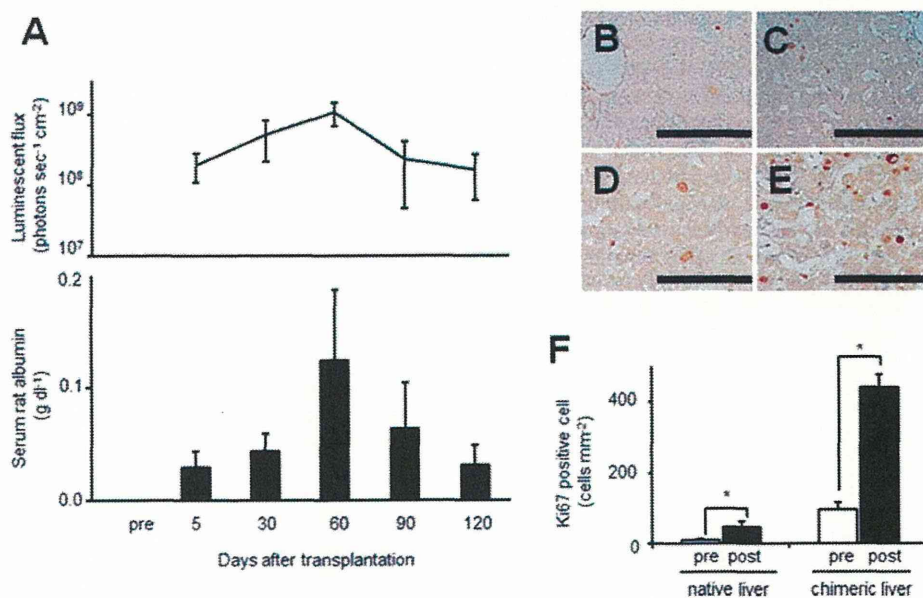 A
Luminescent flux
(photons sec⁻¹ cm⁻²)
10⁹
10⁸
10⁷
Serum rat albumin
(g dl⁻¹)
0.2
0.1
0.0
pre 5 30 60 90 120
Days after transplantation
B
C
D
E
F
Ki67 positive cell
(cells mm⁻²)
400
200
0
*
*
pre post pre post
native liver chimeric liver